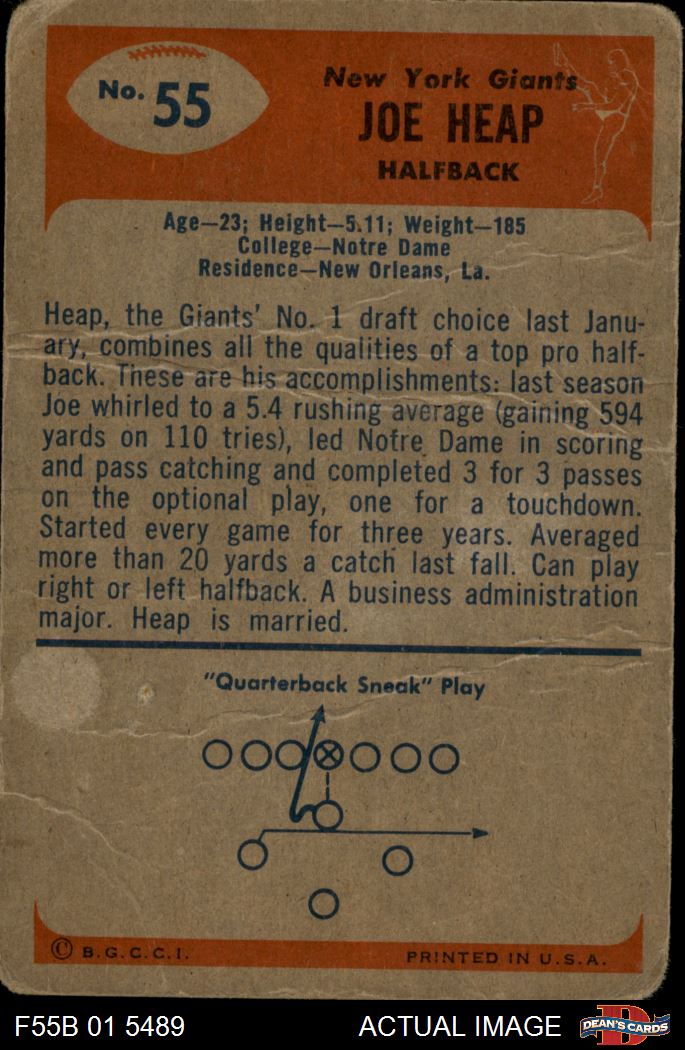 No. 55
New York Giants
JOE HEAP
HALFBACK
Age—23; Height—5.11; Weight—185
College—Notre Dame
Residence—New Orleans, La.
Heap, the Giants' No. 1 draft choice last Janu-
ary, combines all the qualities of a top pro half-
back. These are his accomplishments: last season
Joe whirled to a 5.4 rushing average (gaining 594
yards on 110 tries), led Notre Dame in scoring
and pass catching and completed 3 for 3 passes
on the optional play, one for a touchdown.
Started every game for three years. Averaged
more than 20 yards a catch last fall. Can play
right or left halfback. A business administration
major. Heap is married.
"Quarterback Sneak" Play
© B.G.C.C.I.
PRINTED IN U.S.A.
F55B 01 5489
ACTUAL IMAGE
DEAN'S CARDS